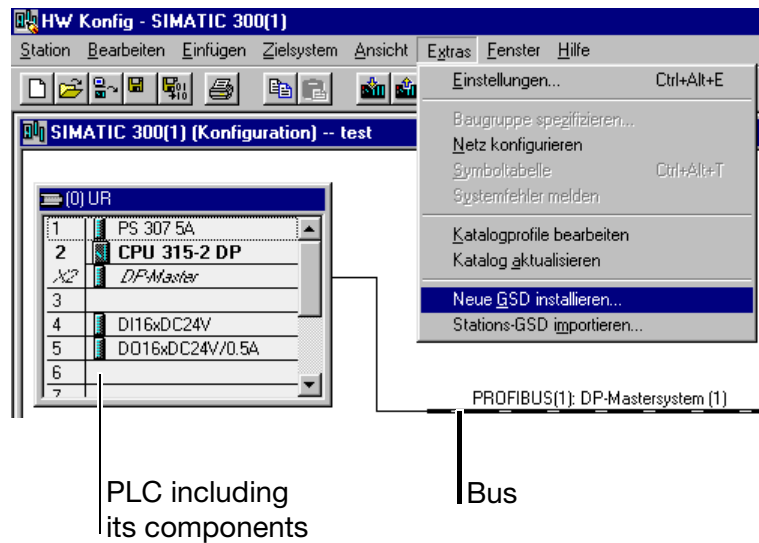 HW Konfig - SIMATIC 300(1)
Station Bearbeiten Einfügen Zielsystem Ansicht Extras Fenster Hilfe
SIMATIC 300(1) (Konfiguration) -- test
Einstellungen... Ctrl+Alt+E
Baugruppe spezifizieren...
Netz konfigurieren
Symboltabelle Ctrl+Alt+T
Systemfehler melden
Katalogprofile bearbeiten
Katalog aktualisieren
Neue GSD installieren...
Stations-GSD importieren...
(0) UR
1 PS 307 5A
2 CPU 315-2 DP
X2 DP-Master
3
4 DI16xDC24V
5 DO16xDC24V/0.5A
6
7
PROFIBUS(1): DP-Mastersystem (1)
PLC including
its components
Bus